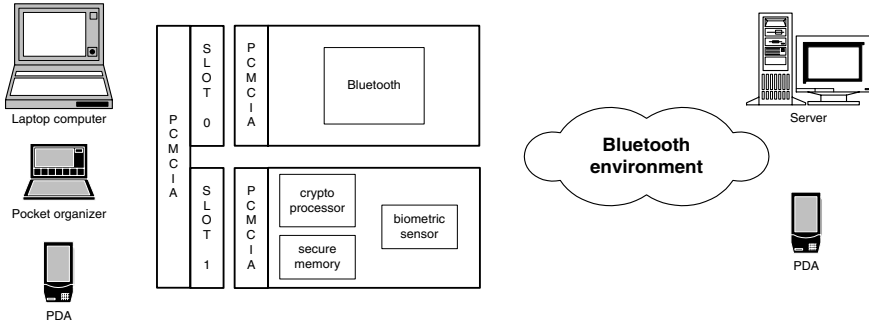 Laptop computer
Pocket organizer
PDA
PCMCIA
SLOT 0
PCMCIA
Bluetooth
SLOT 1
PCMCIA
crypto
processor
secure
memory
biometric
sensor
Bluetooth
environment
Server
PDA